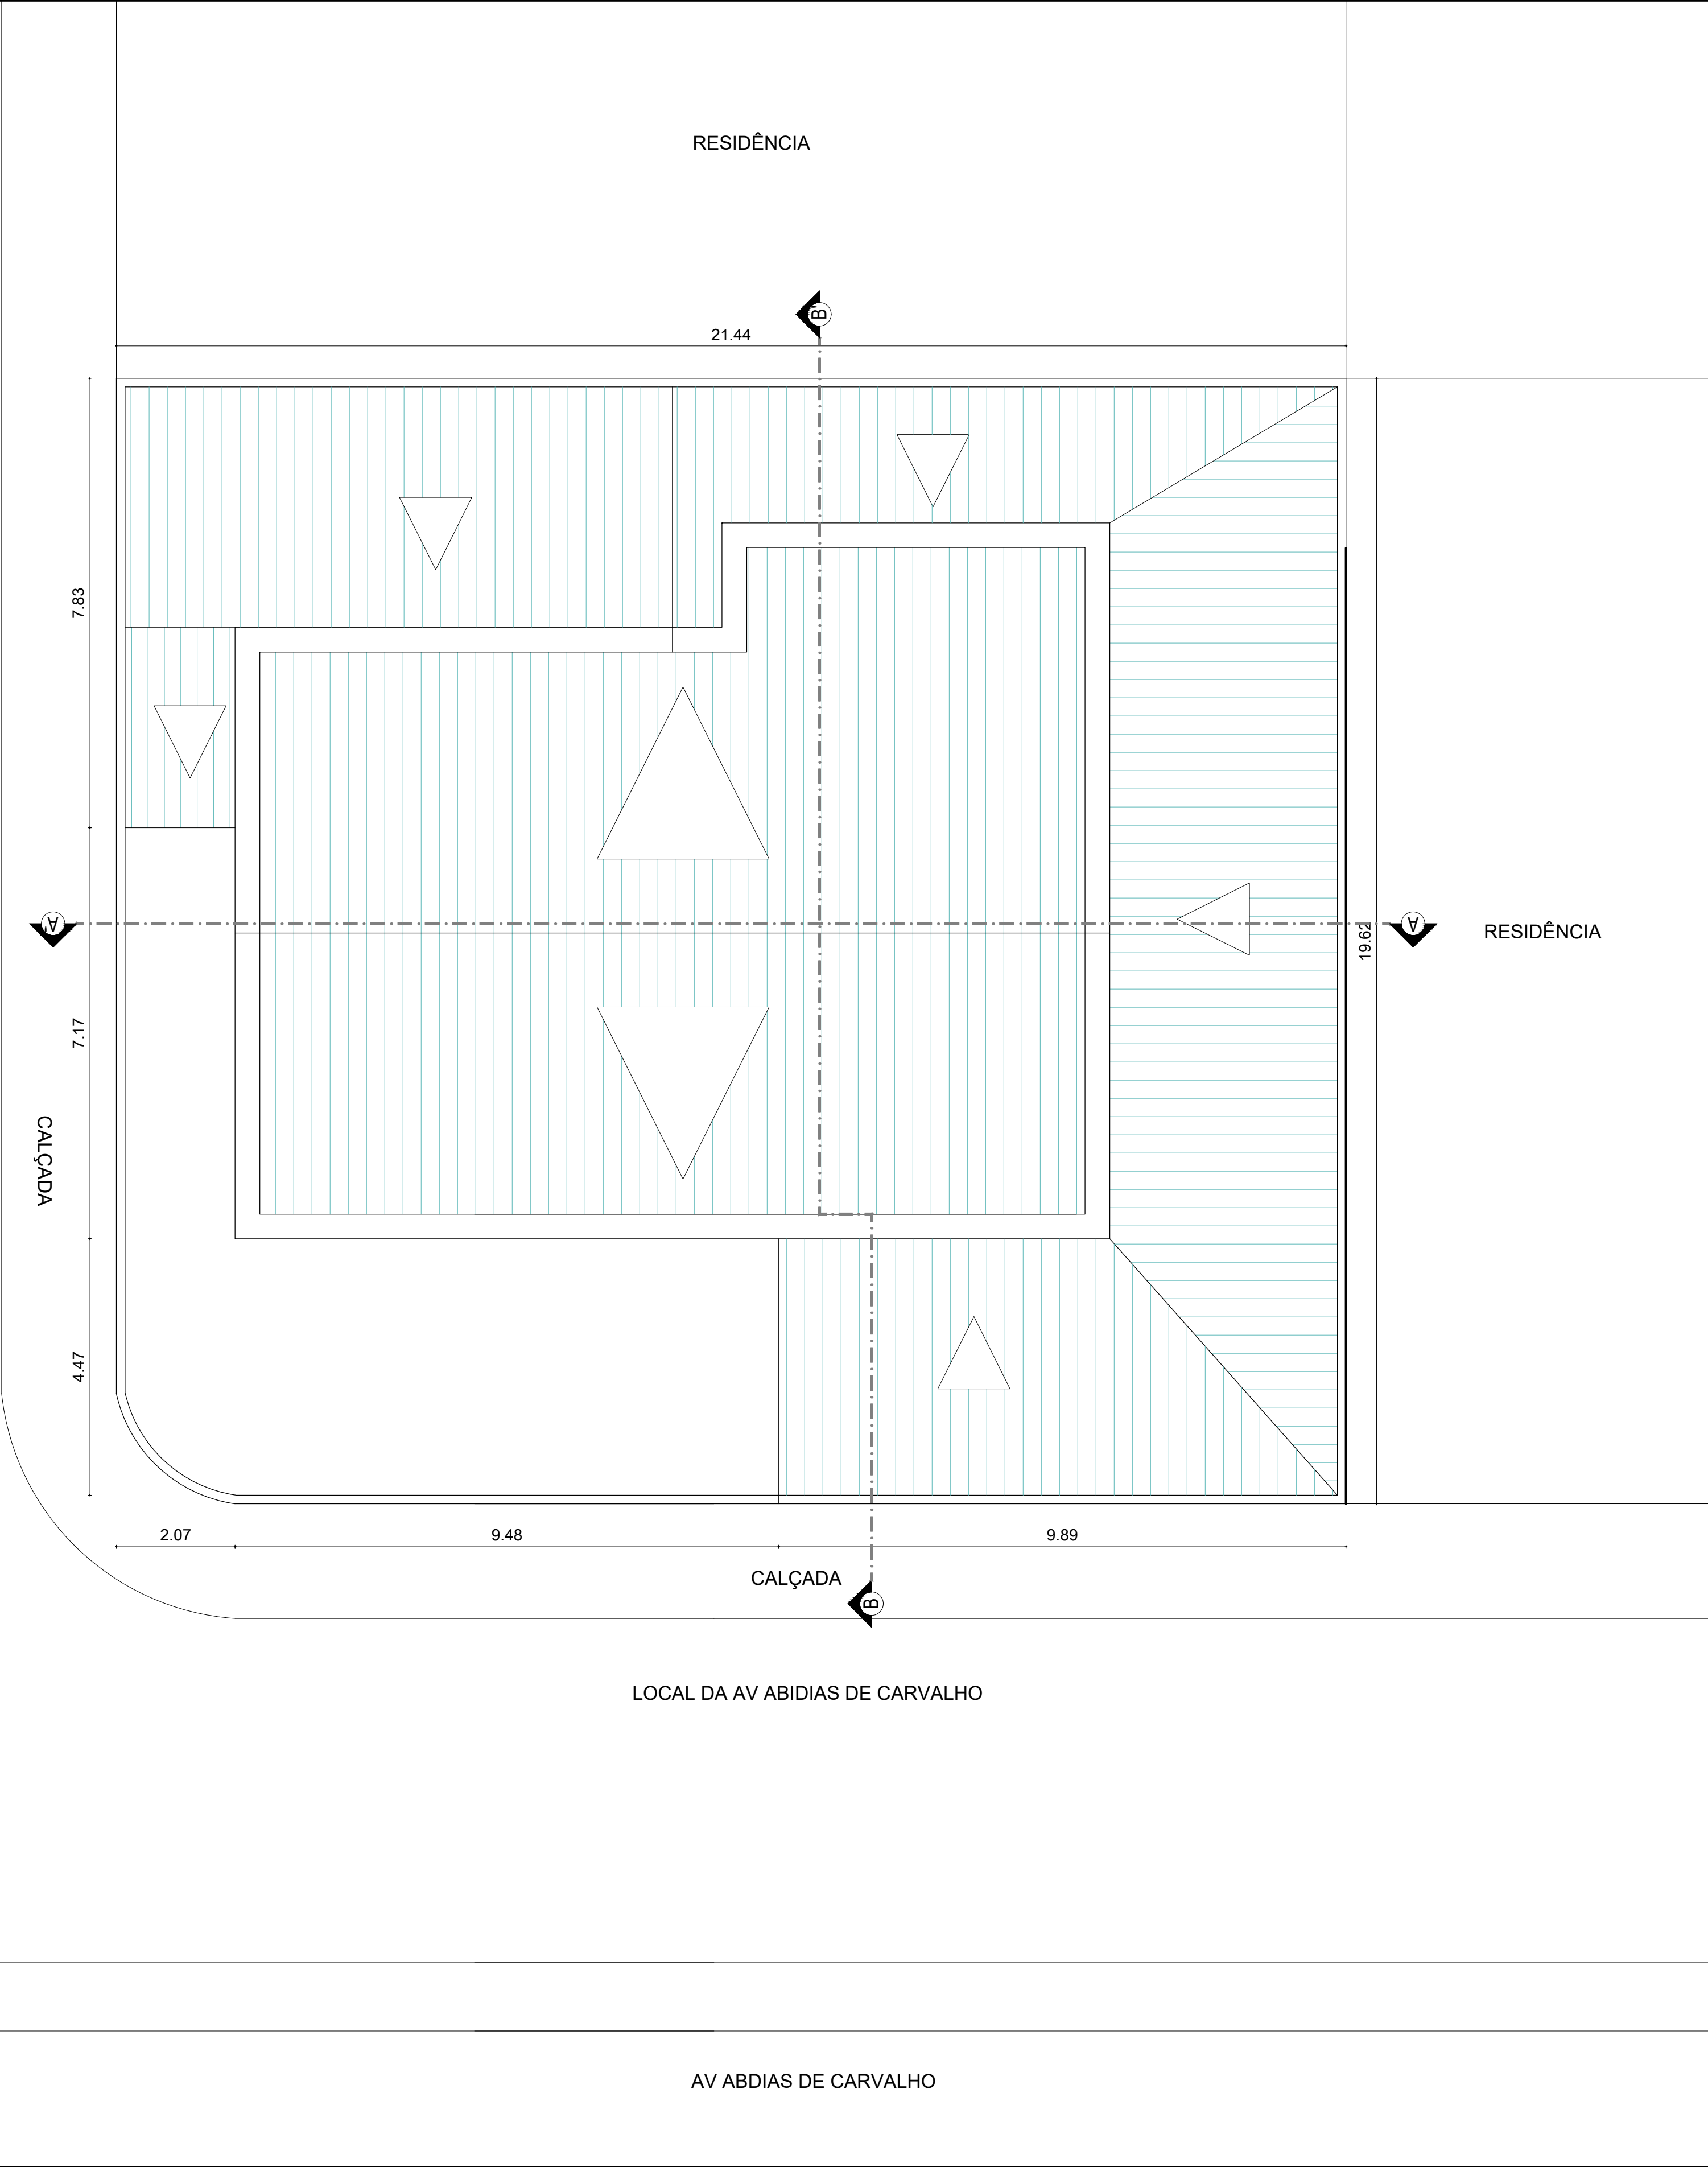 RESIDÊNCIA
B'
21.44
7.83
A'
A
19.62
RESIDÊNCIA
7.17
CALÇADA
4.47
2.07
9.48
9.89
CALÇADA
B
LOCAL DA AV ABIDIAS DE CARVALHO
AV ABDIAS DE CARVALHO